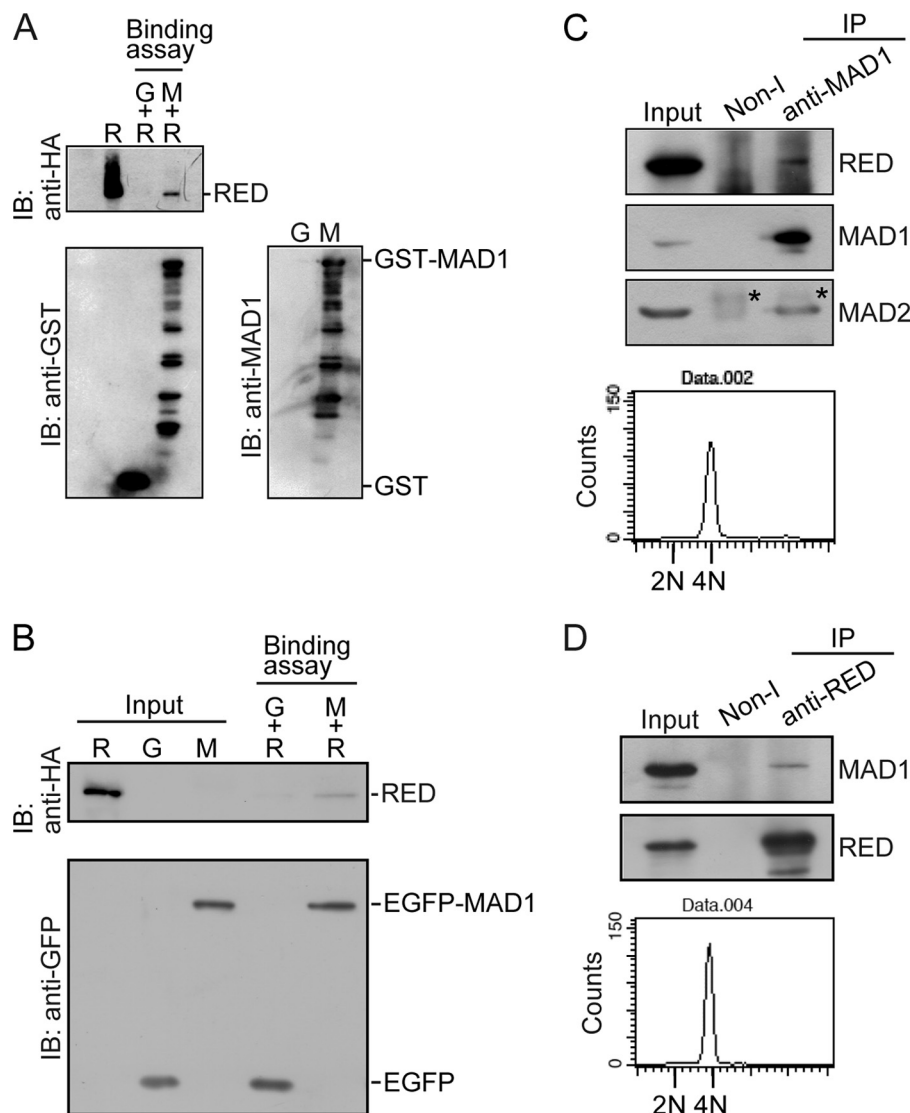 A
Binding
assay
G M
+ +
R R R
IB:
anti-HA
-RED
G M
IB: anti-GST
IB: anti-MAD1
GST-MAD1
GST
C
IP
Input Non-I anti-MAD1
RED
MAD1
* *
MAD2
Data.002
150
Counts
0
2N 4N
B
Binding
assay
Input
G M
+ +
R G M R R
IB:
anti-HA
-RED
IB: anti-GFP
-EGFP-MAD1
-EGFP
D
IP
Input Non-I anti-RED
MAD1
RED
Data.004
150
Counts
0
2N 4N